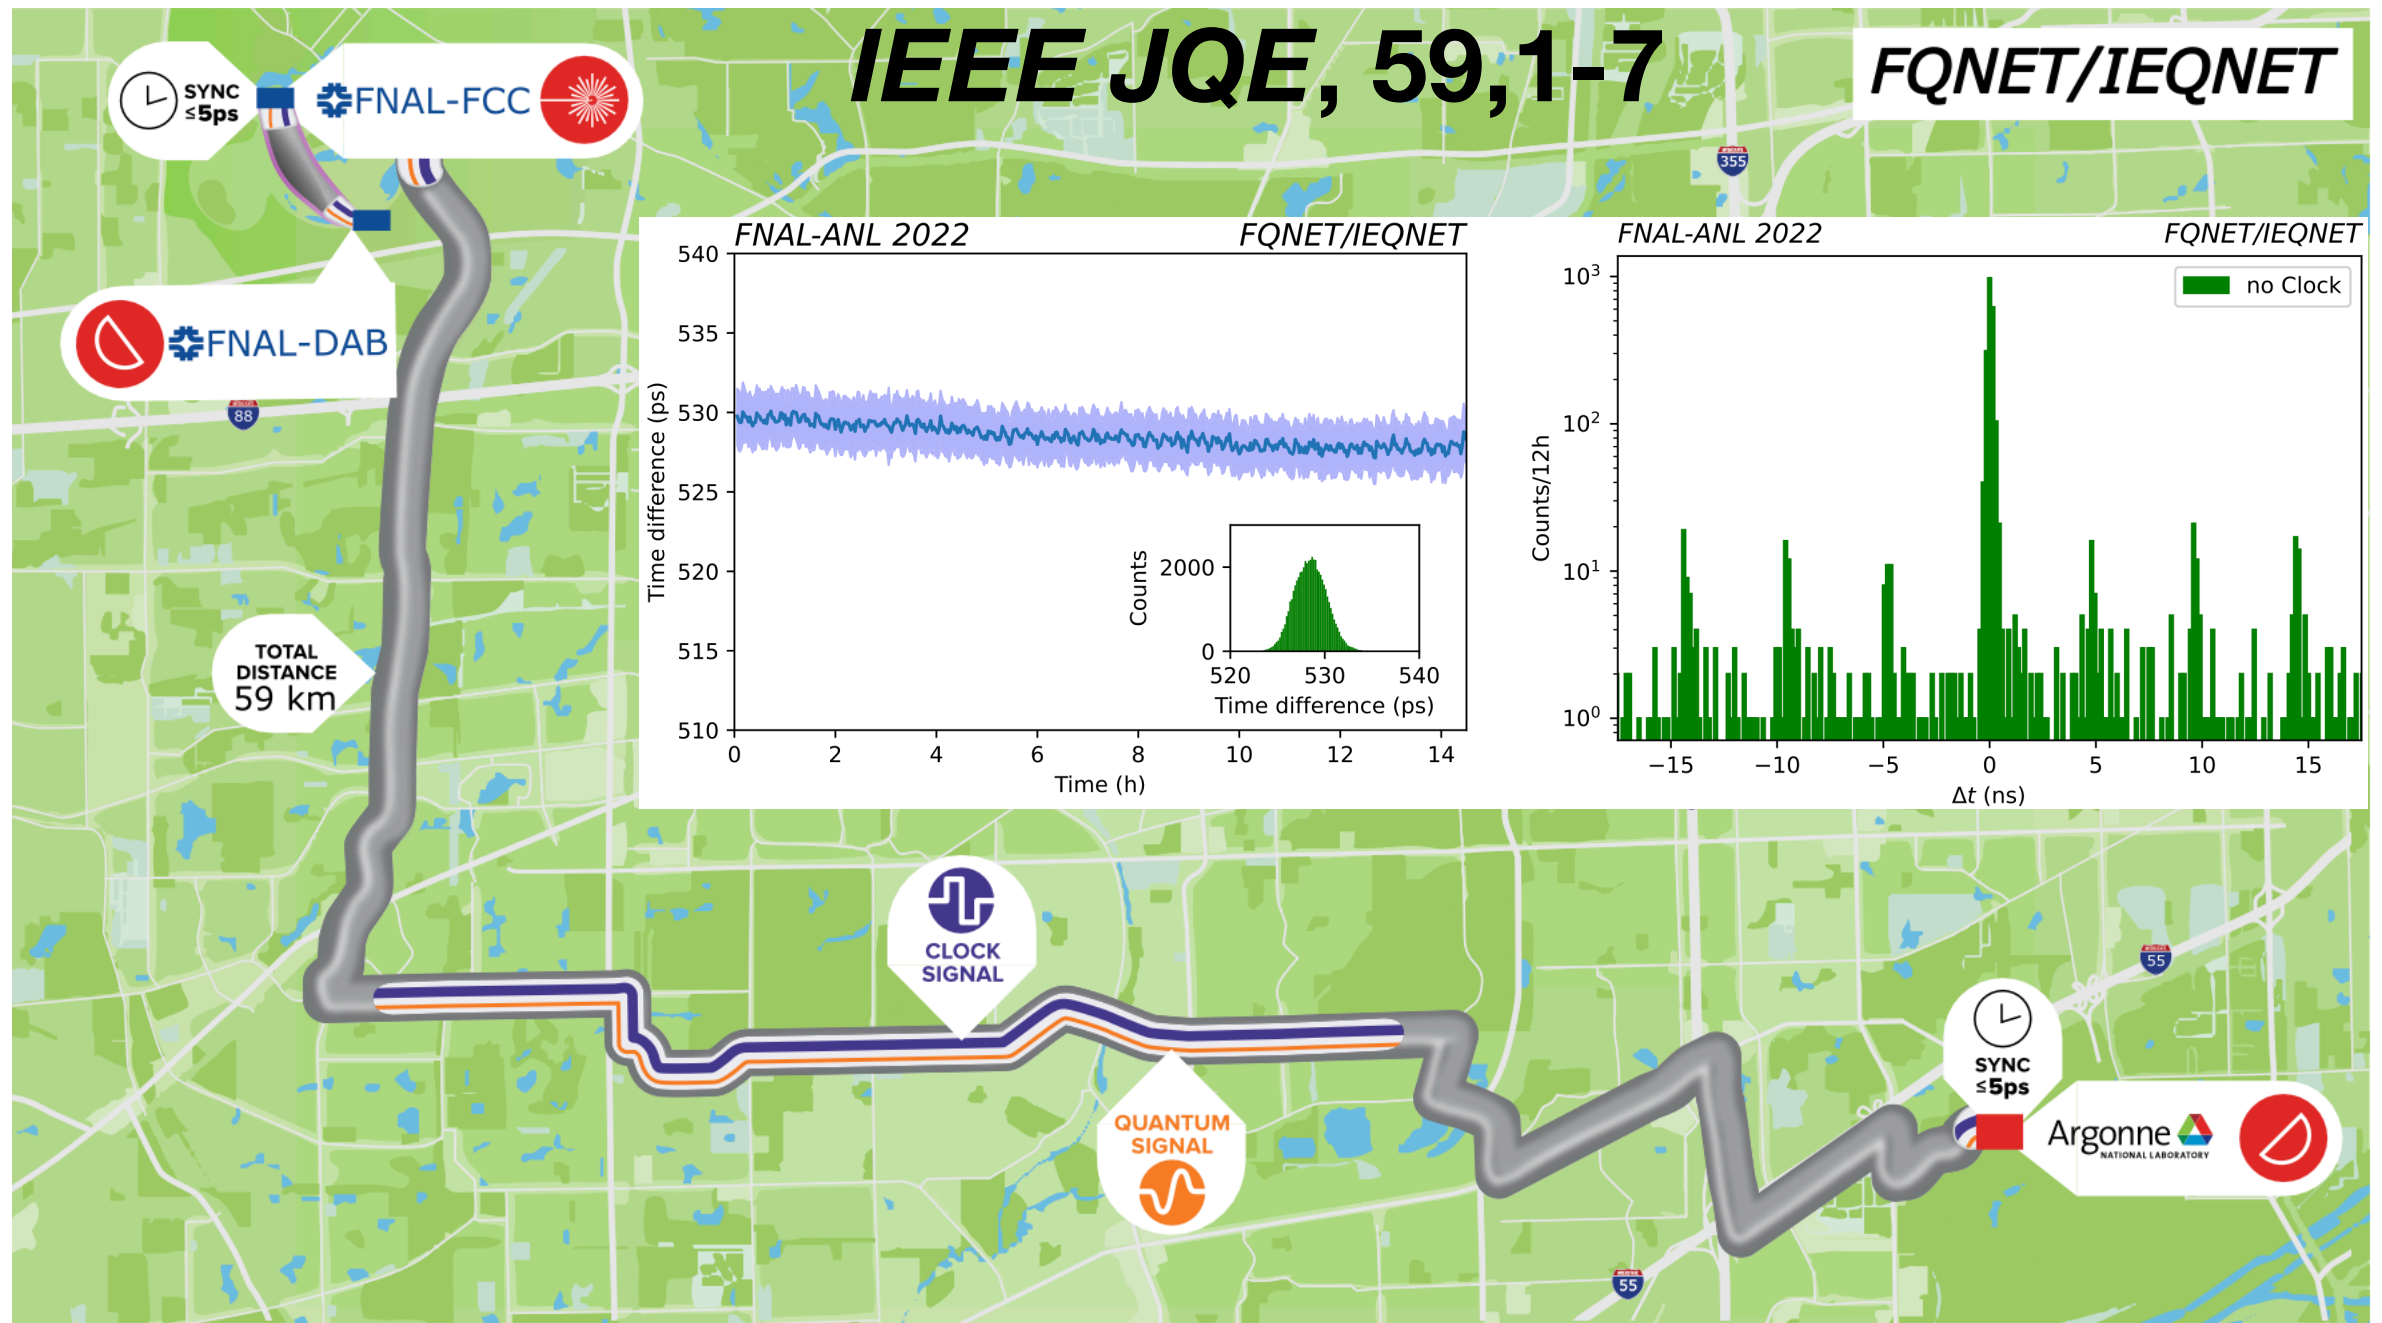 IEEE JQE, 59,1-7
FQNET/IEQNET
SYNC
≤5ps
FNAL-FCC
355
FNAL-DAB
88
FNAL-ANL 2022
FQNET/IEQNET
540
535
530
525
520
515
510
Time difference (ps)
0 2 4 6 8 10 12 14
Time (h)
Counts
2000
0
520 530 540
Time difference (ps)
FNAL-ANL 2022
FQNET/IEQNET
no Clock
10³
10²
10¹
10⁰
Counts/12h
−15 −10 −5 0 5 10 15
Δt (ns)
TOTAL
DISTANCE
59 km
CLOCK
SIGNAL
QUANTUM
SIGNAL
55
SYNC
≤5ps
Argonne
NATIONAL LABORATORY
55